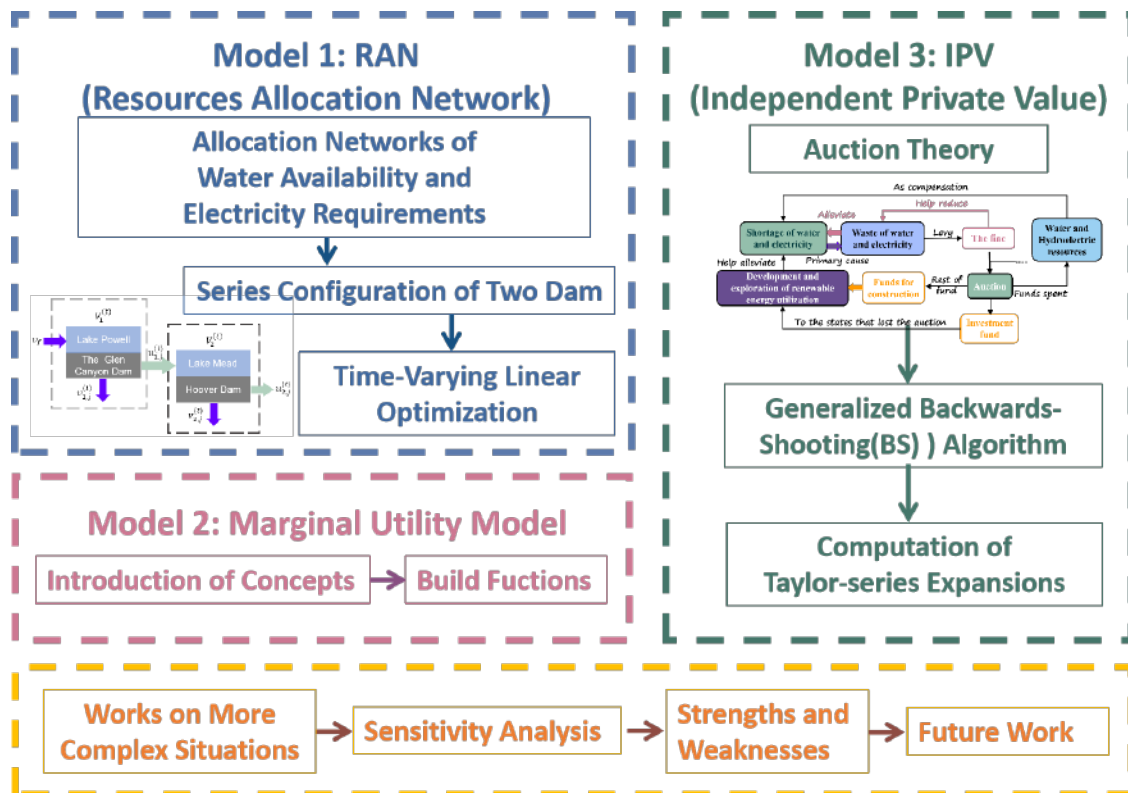 Model 1: RAN
(Resources Allocation Network)
Allocation Networks of
Water Availability and
Electricity Requirements
Series Configuration of Two Dam
Lake Powell
The Glen
Canyon Dam
Lake Mead
Hoover Dam
Time-Varying Linear
Optimization
Model 2: Marginal Utility Model
Introduction of Concepts
Build Fuctions
Model 3: IPV
(Independent Private Value)
Auction Theory
As compensation
Help reduce
Alleviate
Shortage of water
and electricity
Waste of water
and electricity
Levy
The fine
Water and
Hydroelectric
resources
Help alleviate
Primary cause
Development and
exploration of renewable
energy utilization
Funds for
construction
Rest of
fund
Auction
Funds spent
To the states that lost the auction
Investment
fund
Generalized Backwards-
Shooting(BS) ) Algorithm
Computation of
Taylor-series Expansions
Works on More
Complex Situations
Sensitivity Analysis
Strengths and
Weaknesses
Future Work